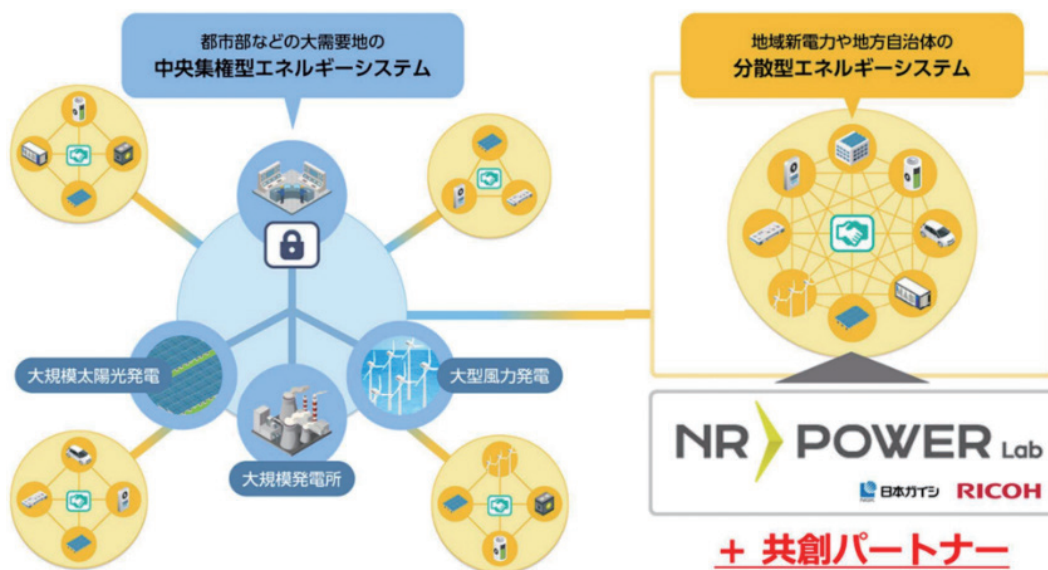 都市部などの大需要地の
中央集権型エネルギーシステム
地域新電力や地方自治体の
分散型エネルギーシステム
大規模太陽光発電
大型風力発電
大規模発電所
NR POWER Lab
日本ガイシ RICOH
+ 共創パートナー